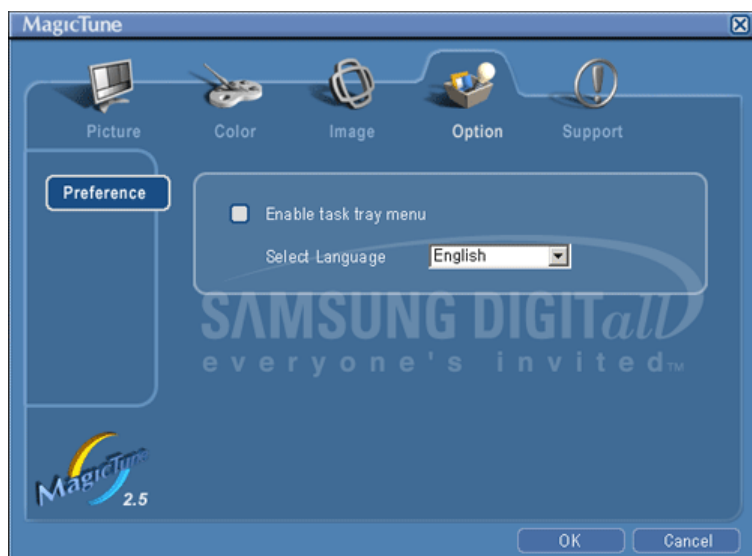 MagicTune
Picture Color Image Option Support
Preference
Enable task tray menu
Select Language English
SAMSUNG DIGITall
everyone's invited™
MagicTune
2.5
OK Cancel